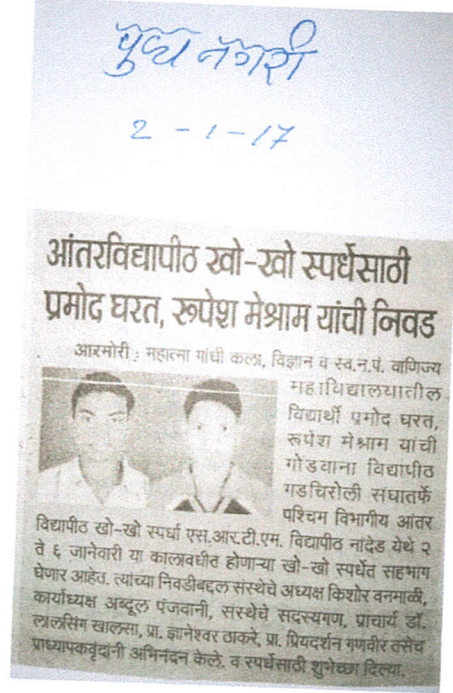 पुण्य नगरी
2 - 1 - 17
आंतरविद्यापीठ खो-खो स्पर्धेसाठी
प्रमोद घरत, रूपेश मेश्राम यांची निवड
आरमोरी : महात्मा गांधी कला, विज्ञान व स्व.न.पं. वाणिज्य
महाविद्यालयातील
विद्यार्थी प्रमोद घरत,
रूपेश मेश्राम यांची
गोंडवाना विद्यापीठ
गडचिरोली संघातर्फे
पश्चिम विभागीय आंतर
विद्यापीठ खो-खो स्पर्धा एस.आर.टी.एम. विद्यापीठ नांदेड येथे २
ते ६ जानेवारी या कालावधीत होणाऱ्या खो-खो स्पर्धेत सहभाग
घेणार आहेत. त्यांच्या निवडीबद्दल संस्थेचे अध्यक्ष किशोर वनमाळी,
कार्याध्यक्ष अब्दूल पंजवानी, संस्थेचे सदस्यगण, प्राचार्य डॉ.
लालसिंग खालसा, प्रा. ज्ञानेश्वर ठाकरे, प्रा. प्रियदर्शन गणवीर तसेच
प्राध्यापकवृंदांनी अभिनंदन केले. व स्पर्धेसाठी शुभेच्छा दिल्या.